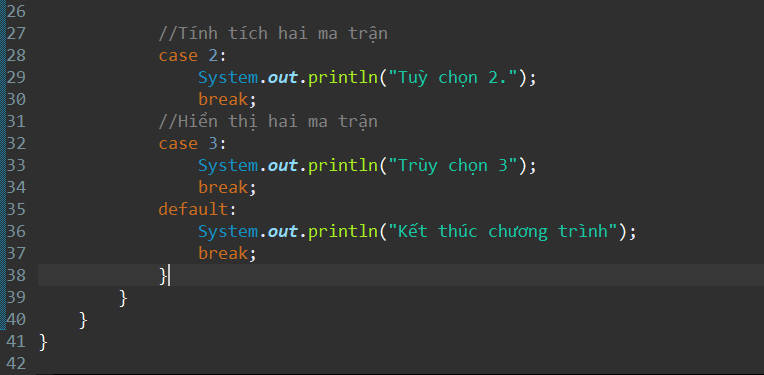 26
27 //Tính tích hai ma trận
28 case 2:
29 System.out.println("Tuỳ chọn 2.");
30 break;
31 //Hiển thị hai ma trận
32 case 3:
33 System.out.println("Trùy chọn 3");
34 break;
35 default:
36 System.out.println("Kết thúc chương trình");
37 break;
38 }
39 }
40 }
41 }
42